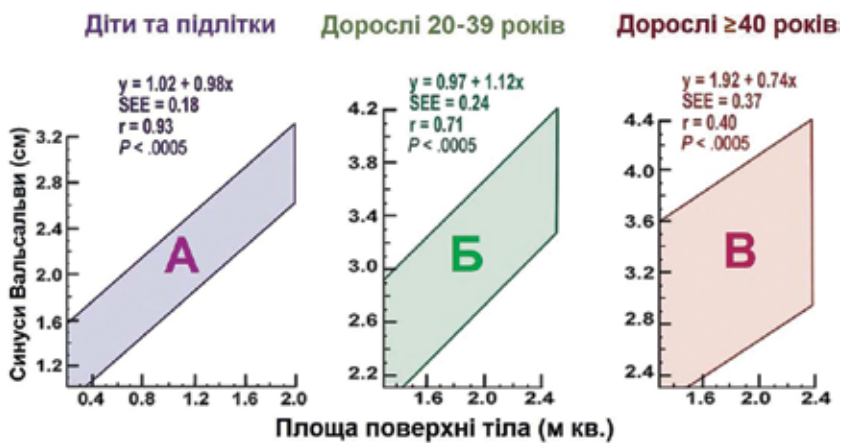 Діти та підлітки
Дорослі 20-39 років
Дорослі ≥40 років
y = 1.02 + 0.98x
SEE = 0.18
r = 0.93
P < .0005
y = 0.97 + 1.12x
SEE = 0.24
r = 0.71
P < .0005
y = 1.92 + 0.74x
SEE = 0.37
r = 0.40
P < .0005
Синуси Вальсальви (см)
3.2
2.8
2.4
2.0
1.6
1.2
А
0.4 0.8 1.2 1.6 2.0
4.2
3.8
3.4
3.0
2.6
2.2
Б
1.6 2.0 2.4
4.4
4.0
3.6
3.2
2.8
2.4
В
1.6 2.0 2.4
Площа поверхні тіла (м кв.)